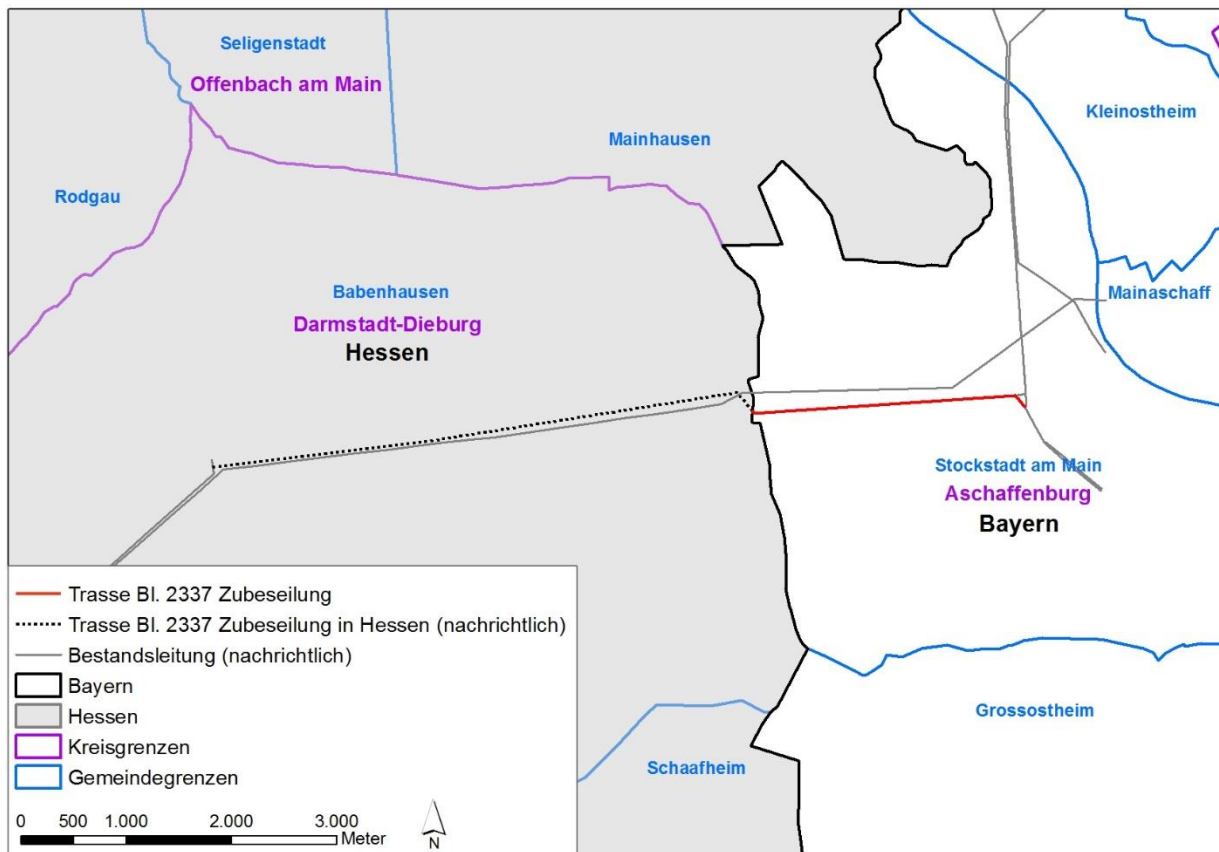 Seligenstadt
Offenbach am Main
Kleinostheim
Mainhausen
Rodgau
Babenhausen
Mainaschaff
Darmstadt-Dieburg
Hessen
Stockstadt am Main
Aschaffenburg
Bayern
Grossostheim
Schaafheim
Trasse Bl. 2337 Zubeseilung
Trasse Bl. 2337 Zubeseilung in Hessen (nachrichtlich)
Bestandsleitung (nachrichtlich)
Bayern
Hessen
Kreisgrenzen
Gemeindegrenzen
0 500 1.000 2.000 3.000
Meter
N